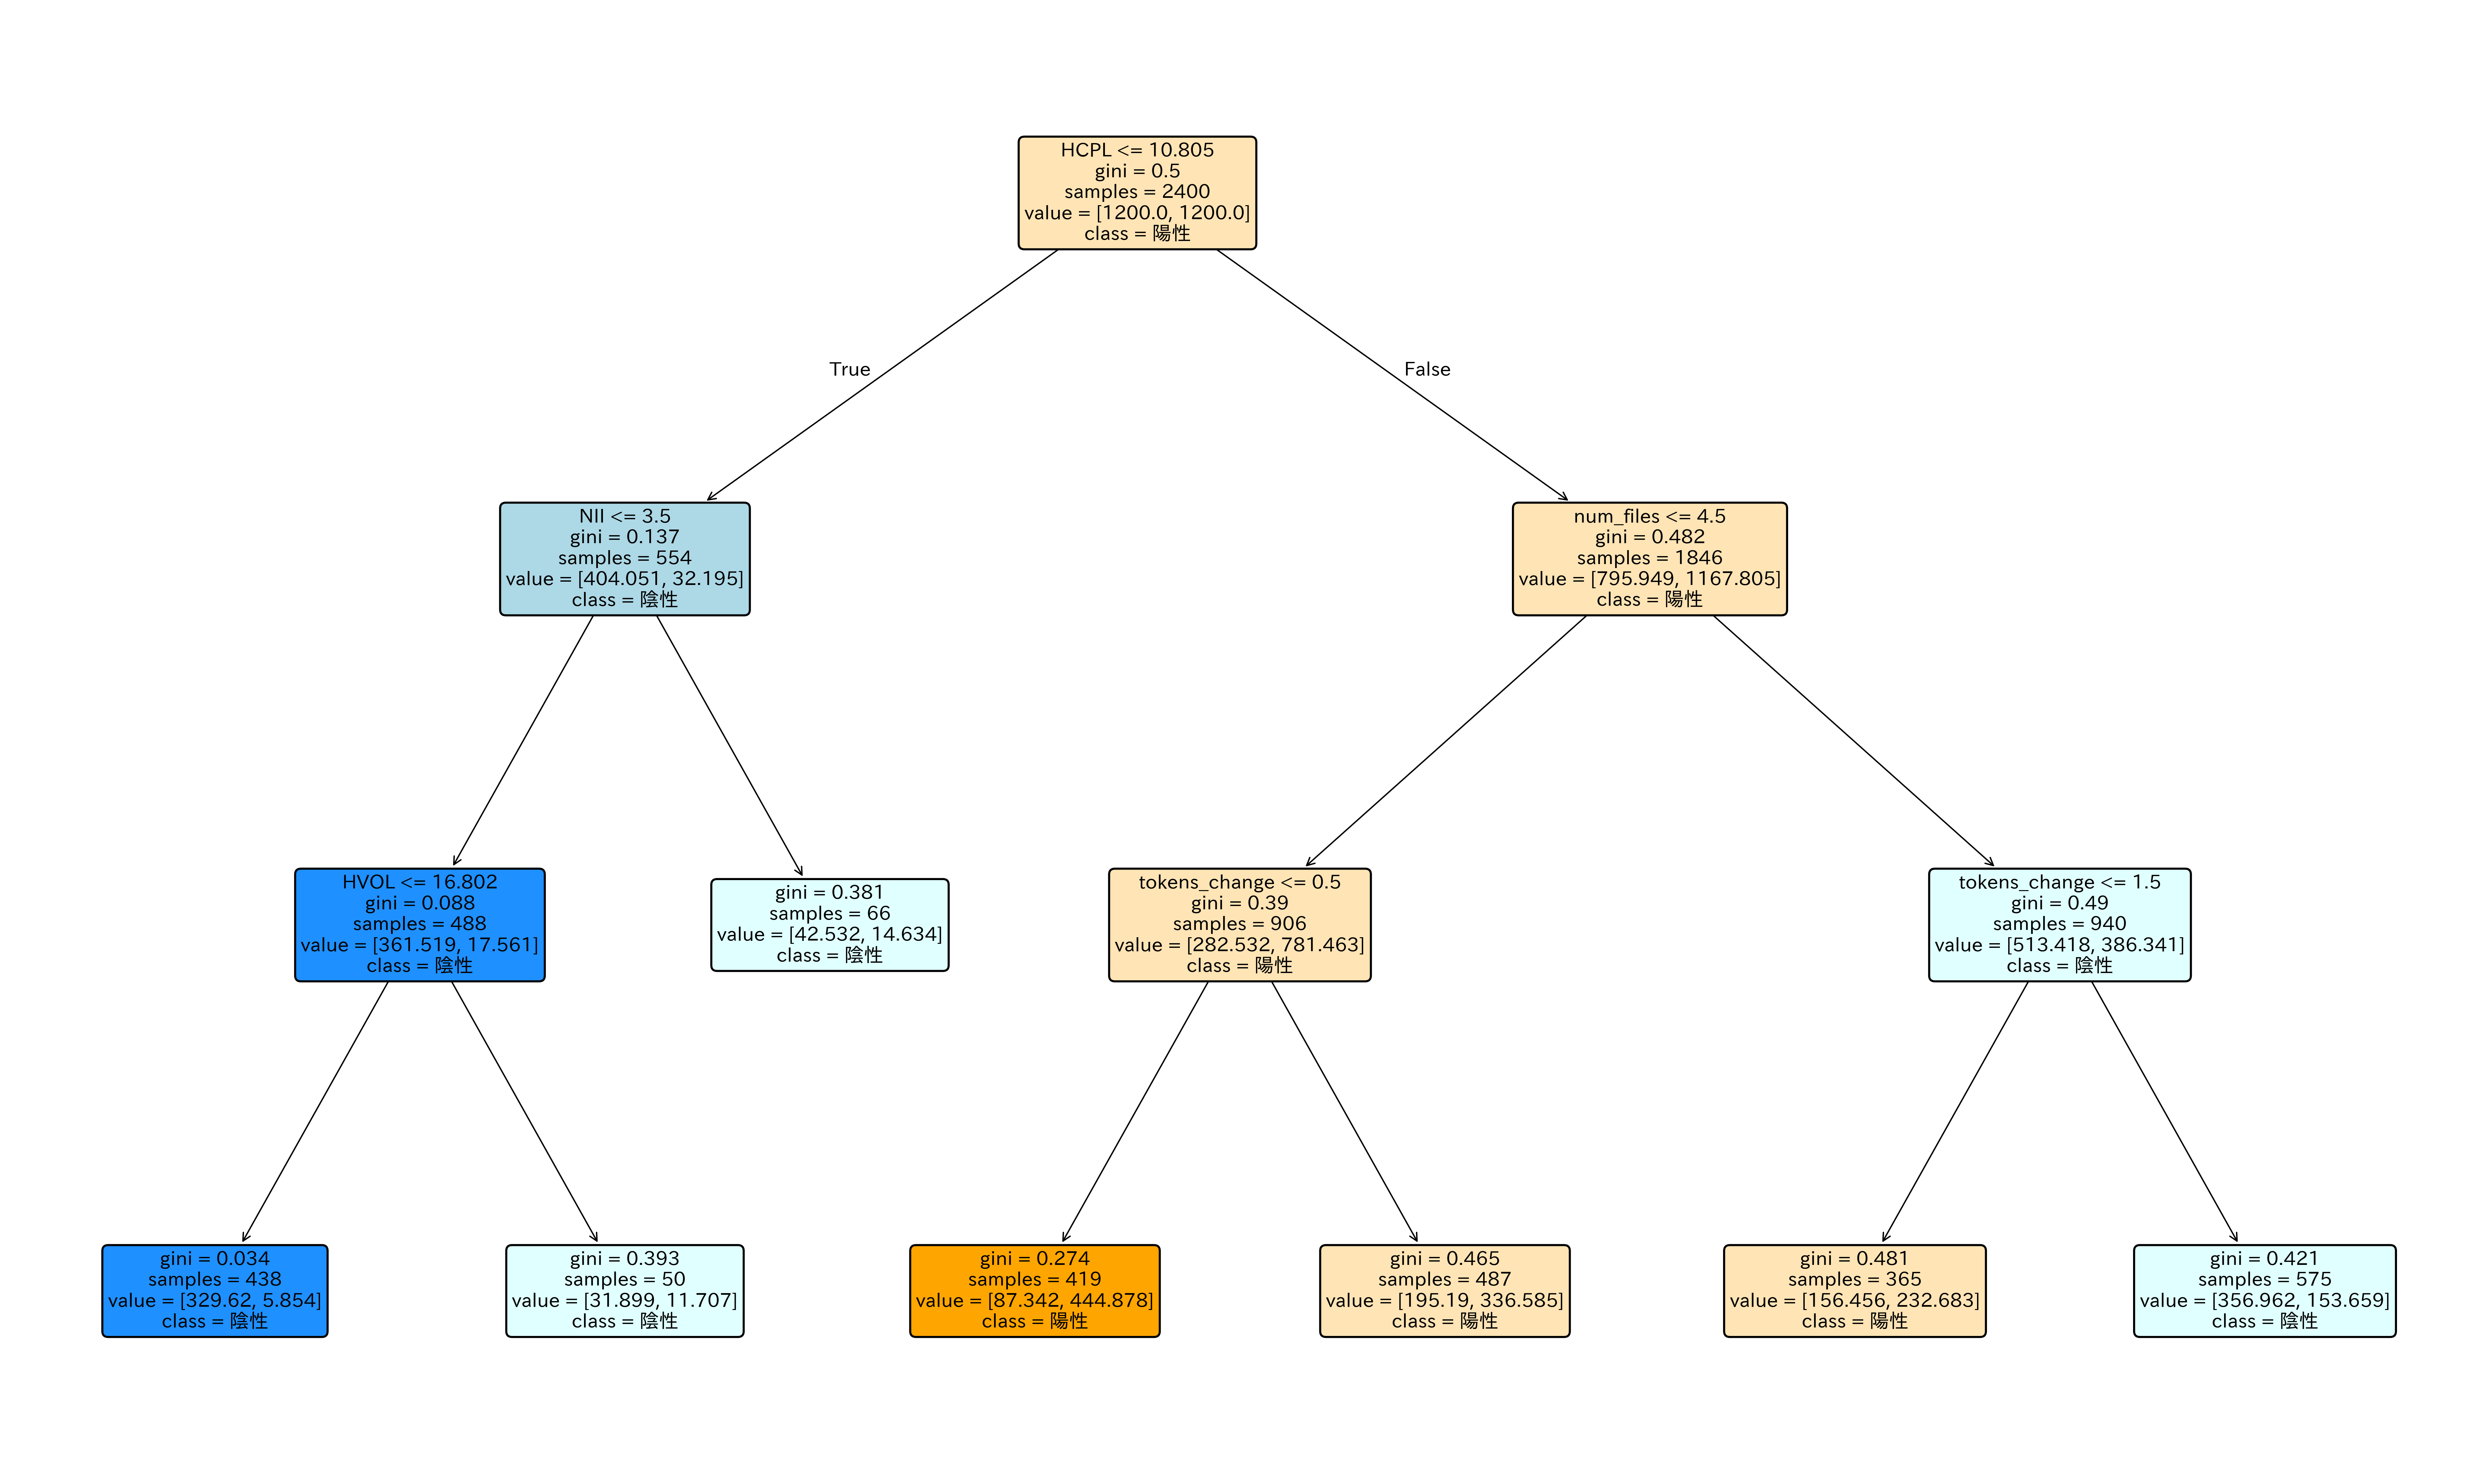 HCPL <= 10.805
gini = 0.5
samples = 2400
value = [1200.0, 1200.0]
class = 陽性
True
False
NII <= 3.5
gini = 0.137
samples = 554
value = [404.051, 32.195]
class = 陰性
num_files <= 4.5
gini = 0.482
samples = 1846
value = [795.949, 1167.805]
class = 陽性
HVOL <= 16.802
gini = 0.088
samples = 488
value = [361.519, 17.561]
class = 陰性
gini = 0.381
samples = 66
value = [42.532, 14.634]
class = 陰性
tokens_change <= 0.5
gini = 0.39
samples = 906
value = [282.532, 781.463]
class = 陽性
tokens_change <= 1.5
gini = 0.49
samples = 940
value = [513.418, 386.341]
class = 陰性
gini = 0.034
samples = 438
value = [329.62, 5.854]
class = 陰性
gini = 0.393
samples = 50
value = [31.899, 11.707]
class = 陰性
gini = 0.274
samples = 419
value = [87.342, 444.878]
class = 陽性
gini = 0.465
samples = 487
value = [195.19, 336.585]
class = 陽性
gini = 0.481
samples = 365
value = [156.456, 232.683]
class = 陽性
gini = 0.421
samples = 575
value = [356.962, 153.659]
class = 陰性